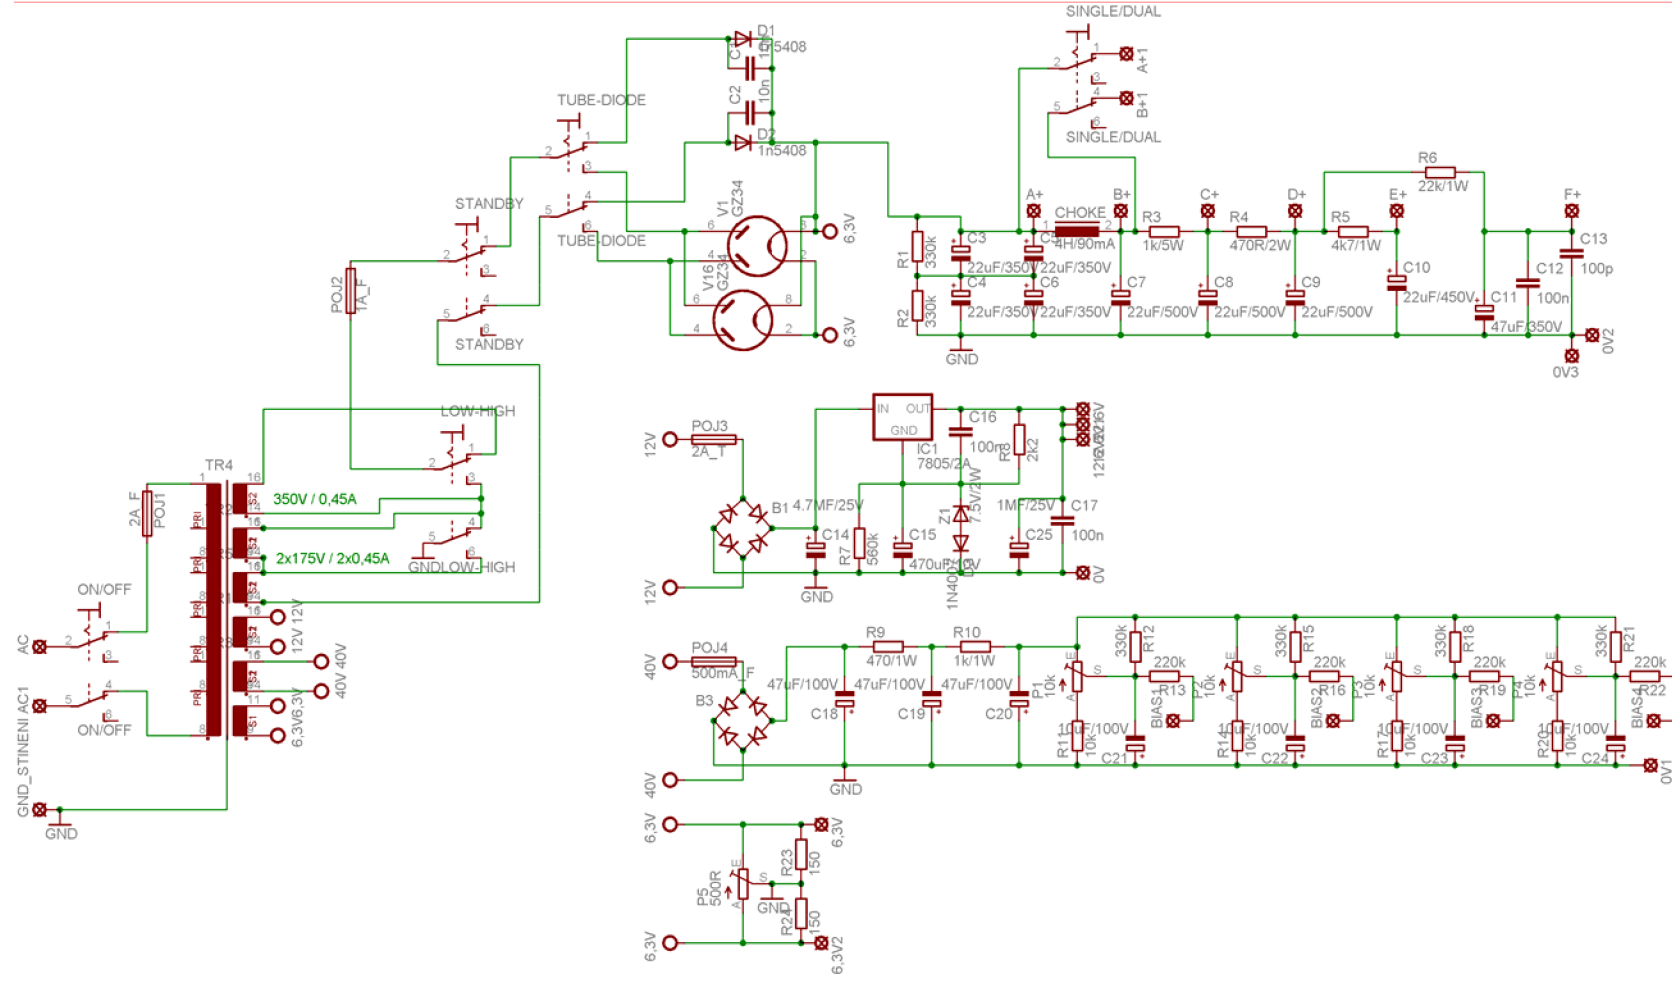 SINGLE/DUAL
A+1
B+1
SINGLE/DUAL
D1
1n5408
C1
10n
C2
10n
D2
1n5408
TUBE-DIODE
TUBE-DIODE
STANDBY
STANDBY
POJ2
1A_F
V1
GZ34
V16
GZ34
6,3V
6,3V
A+
CHOKE
4H/90mA
B+
R3
1k/5W
C+
R4
470R/2W
D+
R5
4k7/1W
E+
R6
22k/1W
F+
R1
330k
R2
330k
C3
22uF/350V
C5
22uF/350V
C4
22uF/350V
C6
22uF/350V
C7
22uF/500V
C8
22uF/500V
C9
22uF/500V
C10
22uF/450V
C11
47uF/350V
C12
100n
C13
100p
GND
0V2
0V3
LOW-HIGH
GND
LOW-HIGH
TR4
350V / 0,45A
2x175V / 2x0,45A
2A_F
POJ1
ON/OFF
ON/OFF
AC
AC1
GND_STINENI
GND
12V
12V
40V
40V
6,3V
6,3V
PRI
PRI
PRI
PRI
PRI
12V
POJ3
2A_T
12V
B1
4.7MF/25V
C14
R7
560k
C15
470uF/10V
IN
OUT
GND
IC1
7805/2A
C16
100n
R8
2k2
Z1
7.5V/2W
1N400
1MF/25V
C25
C17
100n
0V
GND
40V
POJ4
500mA_F
40V
B3
R9
470/1W
R10
1k/1W
47uF/100V
C18
47uF/100V
C19
47uF/100V
C20
GND
P1
10k
R11
10k
330k
R12
220k
R13
BIAS1
10uF/100V
C21
P2
10k
R14
10k
330k
R15
220k
R16
BIAS2
10uF/100V
C22
P3
10k
R17
10k
330k
R18
220k
R19
BIAS3
10uF/100V
C23
P4
10k
R20
10k
330k
R21
R22
BIAS4
10uF/100V
C24
0V1
6,3V
6,3V
P5
500R
GND
R23
150
R24
150
6,3V
6,3V2